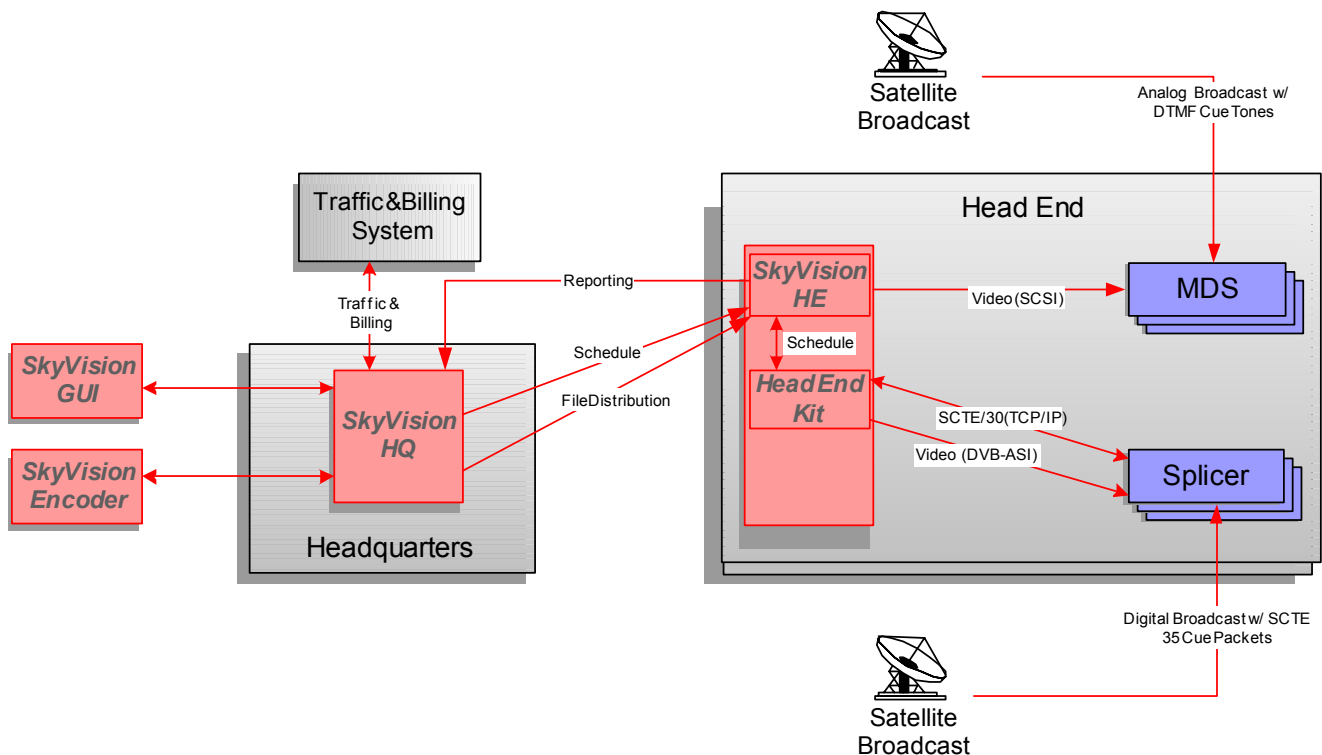 Satellite
Broadcast
Analog Broadcast w/
DTMF Cue Tones
Traffic&Billing
System
Head End
Reporting
SkyVision
HE
Video(SCSI)
MDS
Traffic &
Billing
Schedule
Schedule
SkyVision
GUI
SkyVision
HQ
FileDistribution
Head End
Kit
SCTE/30(TCP/IP)
Video (DVB-ASI)
SkyVision
Encoder
Splicer
Headquarters
Digital Broadcast w/ SCTE
35 Cue Packets
Satellite
Broadcast